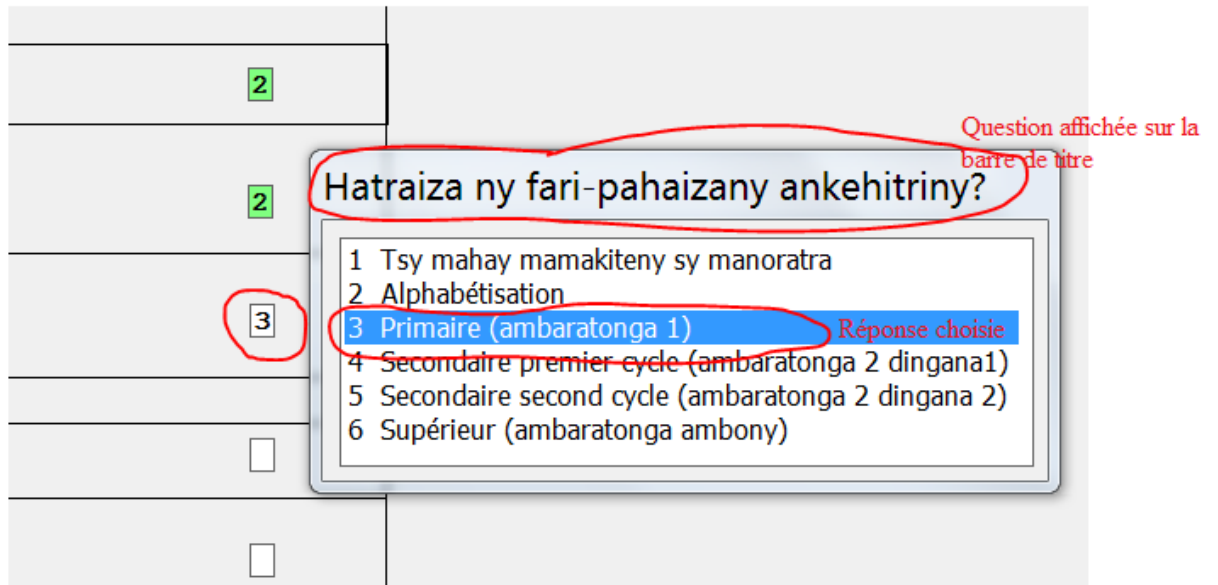 2
Question affichée sur la
barre de titre
2
Hatraiza ny fari-pahaizany ankehitriny?
1 Tsy mahay mamakiteny sy manoratra
2 Alphabétisation
3
3 Primaire (ambaratonga 1)
Réponse choisie
4 Secondaire premier cycle (ambaratonga 2 dingana1)
5 Secondaire second cycle (ambaratonga 2 dingana 2)
6 Supérieur (ambaratonga ambony)